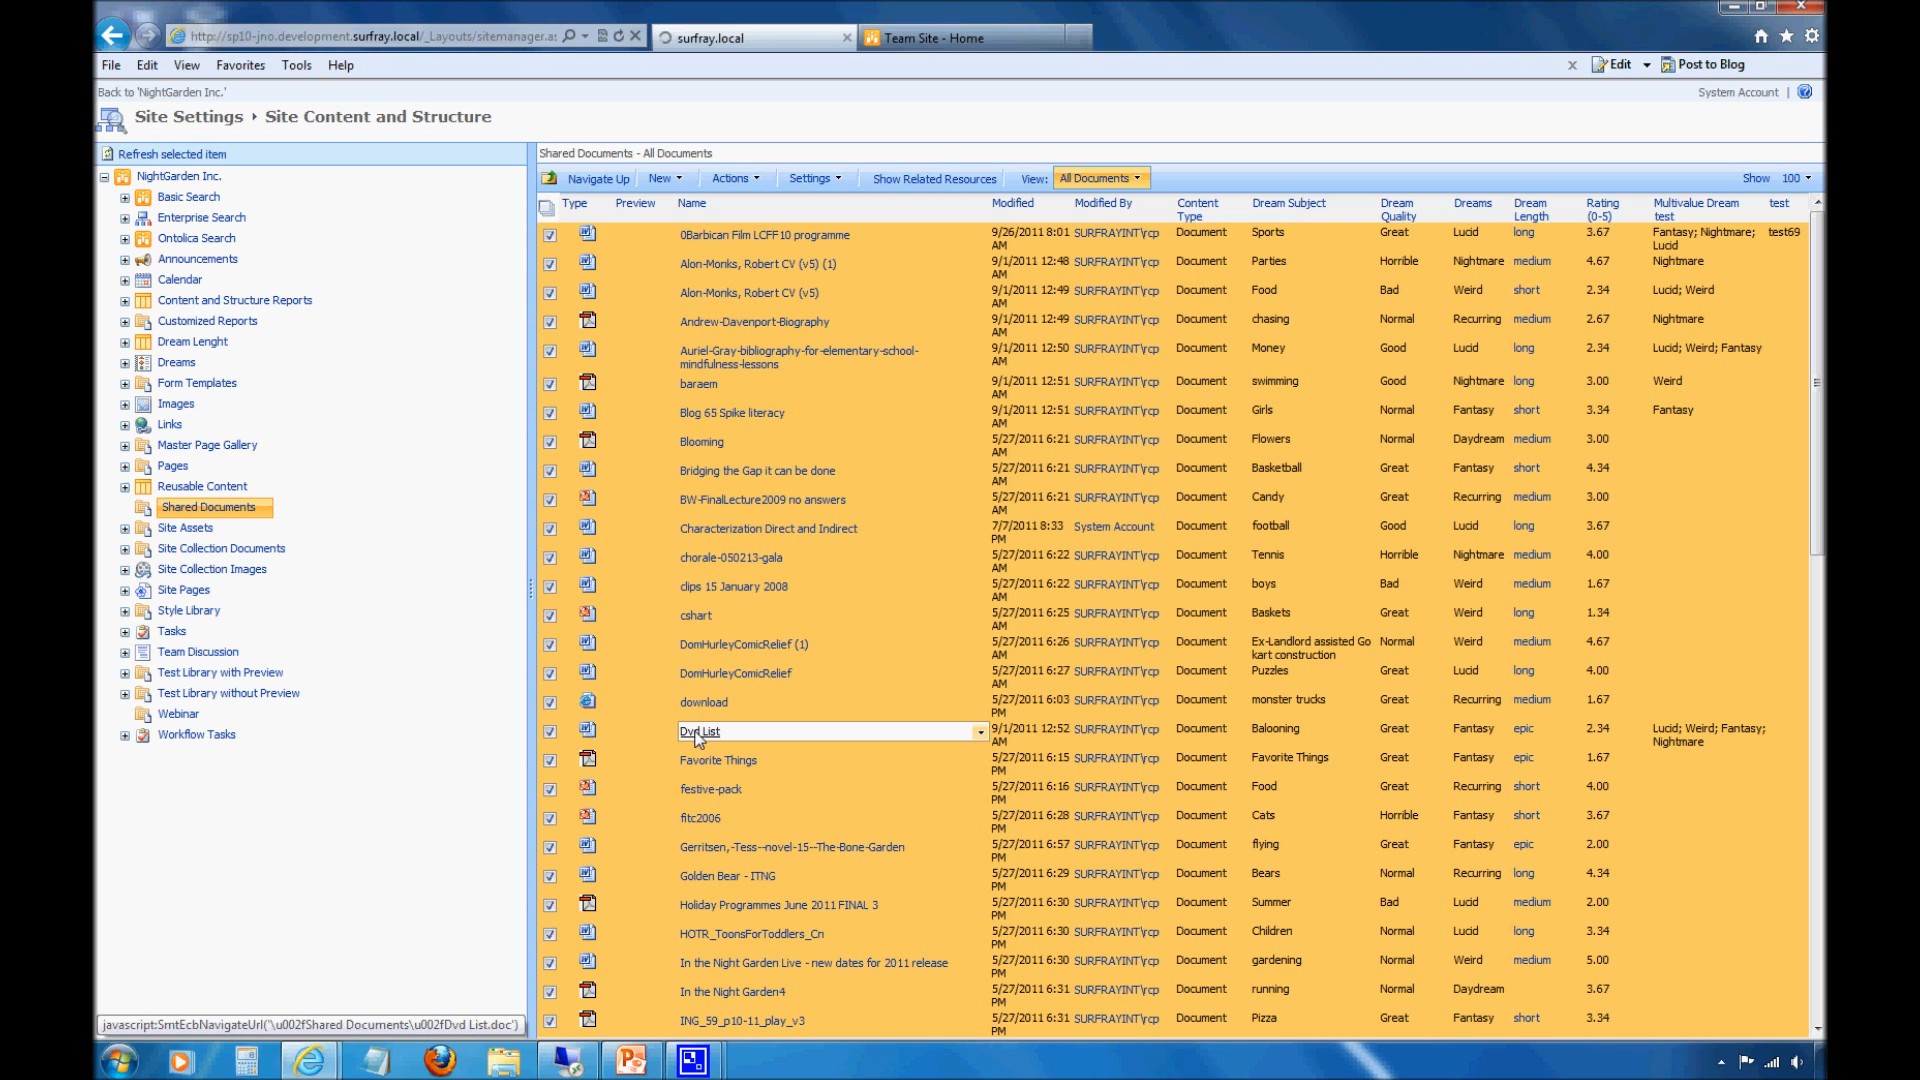 http://sp10-jno.development.surfray.local/_Layouts/sitemanager.a
surfray.local
Team Site - Home
File Edit View Favorites Tools Help
x Edit Post to Blog
Back to 'NightGarden Inc.'
System Account |
Site Settings Site Content and Structure
Refresh selected item
NightGarden Inc.
Basic Search
Enterprise Search
Ontolica Search
Announcements
Calendar
Content and Structure Reports
Customized Reports
Dream Lenght
Dreams
Form Templates
Images
Links
Master Page Gallery
Pages
Reusable Content
Shared Documents
Site Assets
Site Collection Documents
Site Collection Images
Site Pages
Style Library
Tasks
Team Discussion
Test Library with Preview
Test Library without Preview
Webinar
Workflow Tasks
javascript:SmtEcbNavigateUrl('\u002fShared Documents\u002fDvd List.doc')
Shared Documents - All Documents
Navigate Up New Actions Settings Show Related Resources View: All Documents Show 100
Type Preview Name Modified Modified By Content Type Dream Subject Dream Quality Dreams Dream Length Rating (0-5) Multivalue Dream test test
0Barbican Film LCFF10 programme 9/26/2011 8:01 AM SURFRAYINT\rcp Document Sports Great Lucid long 3.67 Fantasy; Nightmare; Lucid test69
Alon-Monks, Robert CV (v5) (1) 9/1/2011 12:48 AM SURFRAYINT\rcp Document Parties Horrible Nightmare medium 4.67 Nightmare
Alon-Monks, Robert CV (v5) 9/1/2011 12:49 AM SURFRAYINT\rcp Document Food Bad Weird short 2.34 Lucid; Weird
Andrew-Davenport-Biography 9/1/2011 12:49 AM SURFRAYINT\rcp Document chasing Normal Recurring medium 2.67 Nightmare
Auriel-Gray-bibliography-for-elementary-school-mindfulness-lessons 9/1/2011 12:50 AM SURFRAYINT\rcp Document Money Good Lucid long 2.34 Lucid; Weird; Fantasy
baraem 9/1/2011 12:51 AM SURFRAYINT\rcp Document swimming Good Nightmare long 3.00 Weird
Blog 65 Spike literacy 9/1/2011 12:51 AM SURFRAYINT\rcp Document Girls Normal Fantasy short 3.34 Fantasy
Blooming 5/27/2011 6:21 AM SURFRAYINT\rcp Document Flowers Normal Daydream medium 3.00
Bridging the Gap it can be done 5/27/2011 6:21 AM SURFRAYINT\rcp Document Basketball Great Fantasy short 4.34
BW-FinalLecture2009 no answers 5/27/2011 6:21 AM SURFRAYINT\rcp Document Candy Great Recurring medium 3.00
Characterization Direct and Indirect 7/7/2011 8:33 PM System Account Document football Good Lucid long 3.67
chorale-050213-gala 5/27/2011 6:22 AM SURFRAYINT\rcp Document Tennis Horrible Nightmare medium 4.00
clips 15 January 2008 5/27/2011 6:22 AM SURFRAYINT\rcp Document boys Bad Weird medium 1.67
cshart 5/27/2011 6:25 AM SURFRAYINT\rcp Document Baskets Great Weird long 1.34
DomHurleyComicRelief (1) 5/27/2011 6:26 AM SURFRAYINT\rcp Document Ex-Landlord assisted Go kart construction Normal Weird medium 4.67
DomHurleyComicRelief 5/27/2011 6:27 AM SURFRAYINT\rcp Document Puzzles Great Lucid long 4.00
download 5/27/2011 6:03 PM SURFRAYINT\rcp Document monster trucks Great Recurring medium 1.67
Dvd List 9/1/2011 12:52 AM SURFRAYINT\rcp Document Balooning Great Fantasy epic 2.34 Lucid; Weird; Fantasy; Nightmare
Favorite Things 5/27/2011 6:15 PM SURFRAYINT\rcp Document Favorite Things Great Fantasy epic 1.67
festive-pack 5/27/2011 6:16 PM SURFRAYINT\rcp Document Food Great Recurring short 4.00
fitc2006 5/27/2011 6:28 PM SURFRAYINT\rcp Document Cats Horrible Fantasy short 3.67
Gerritsen,-Tess--novel-15--The-Bone-Garden 5/27/2011 6:57 PM SURFRAYINT\rcp Document flying Great Fantasy epic 2.00
Golden Bear - ITNG 5/27/2011 6:29 PM SURFRAYINT\rcp Document Bears Normal Recurring long 4.34
Holiday Programmes June 2011 FINAL 3 5/27/2011 6:30 PM SURFRAYINT\rcp Document Summer Bad Lucid medium 2.00
HOTR_ToonsForToddlers_Cn 5/27/2011 6:30 PM SURFRAYINT\rcp Document Children Normal Lucid long 3.34
In the Night Garden Live - new dates for 2011 release 5/27/2011 6:30 PM SURFRAYINT\rcp Document gardening Normal Weird medium 5.00
In the Night Garden4 5/27/2011 6:31 PM SURFRAYINT\rcp Document running Normal Daydream 3.67
ING_59_p10-11_play_v3 5/27/2011 6:31 PM SURFRAYINT\rcp Document Pizza Great Fantasy short 3.34